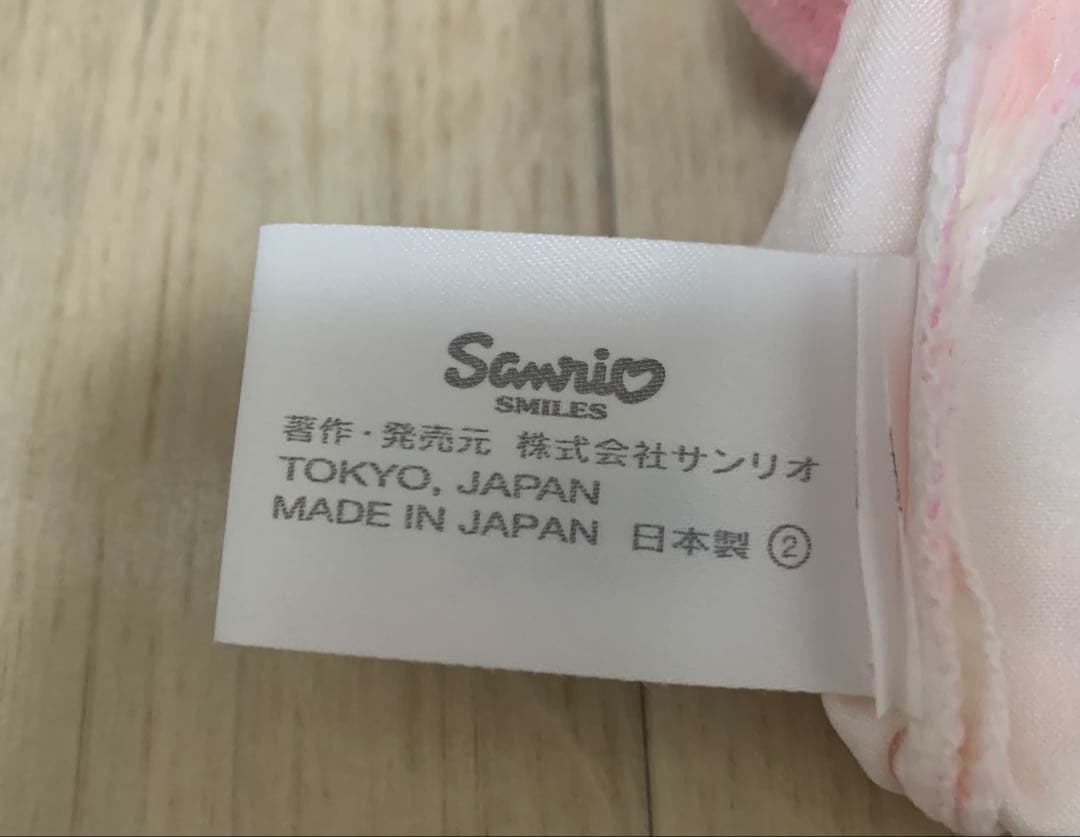 Sanrio
SMILES
著作・発売元 株式会社サンリオ
TOKYO, JAPAN
MADE IN JAPAN 日本製 ②